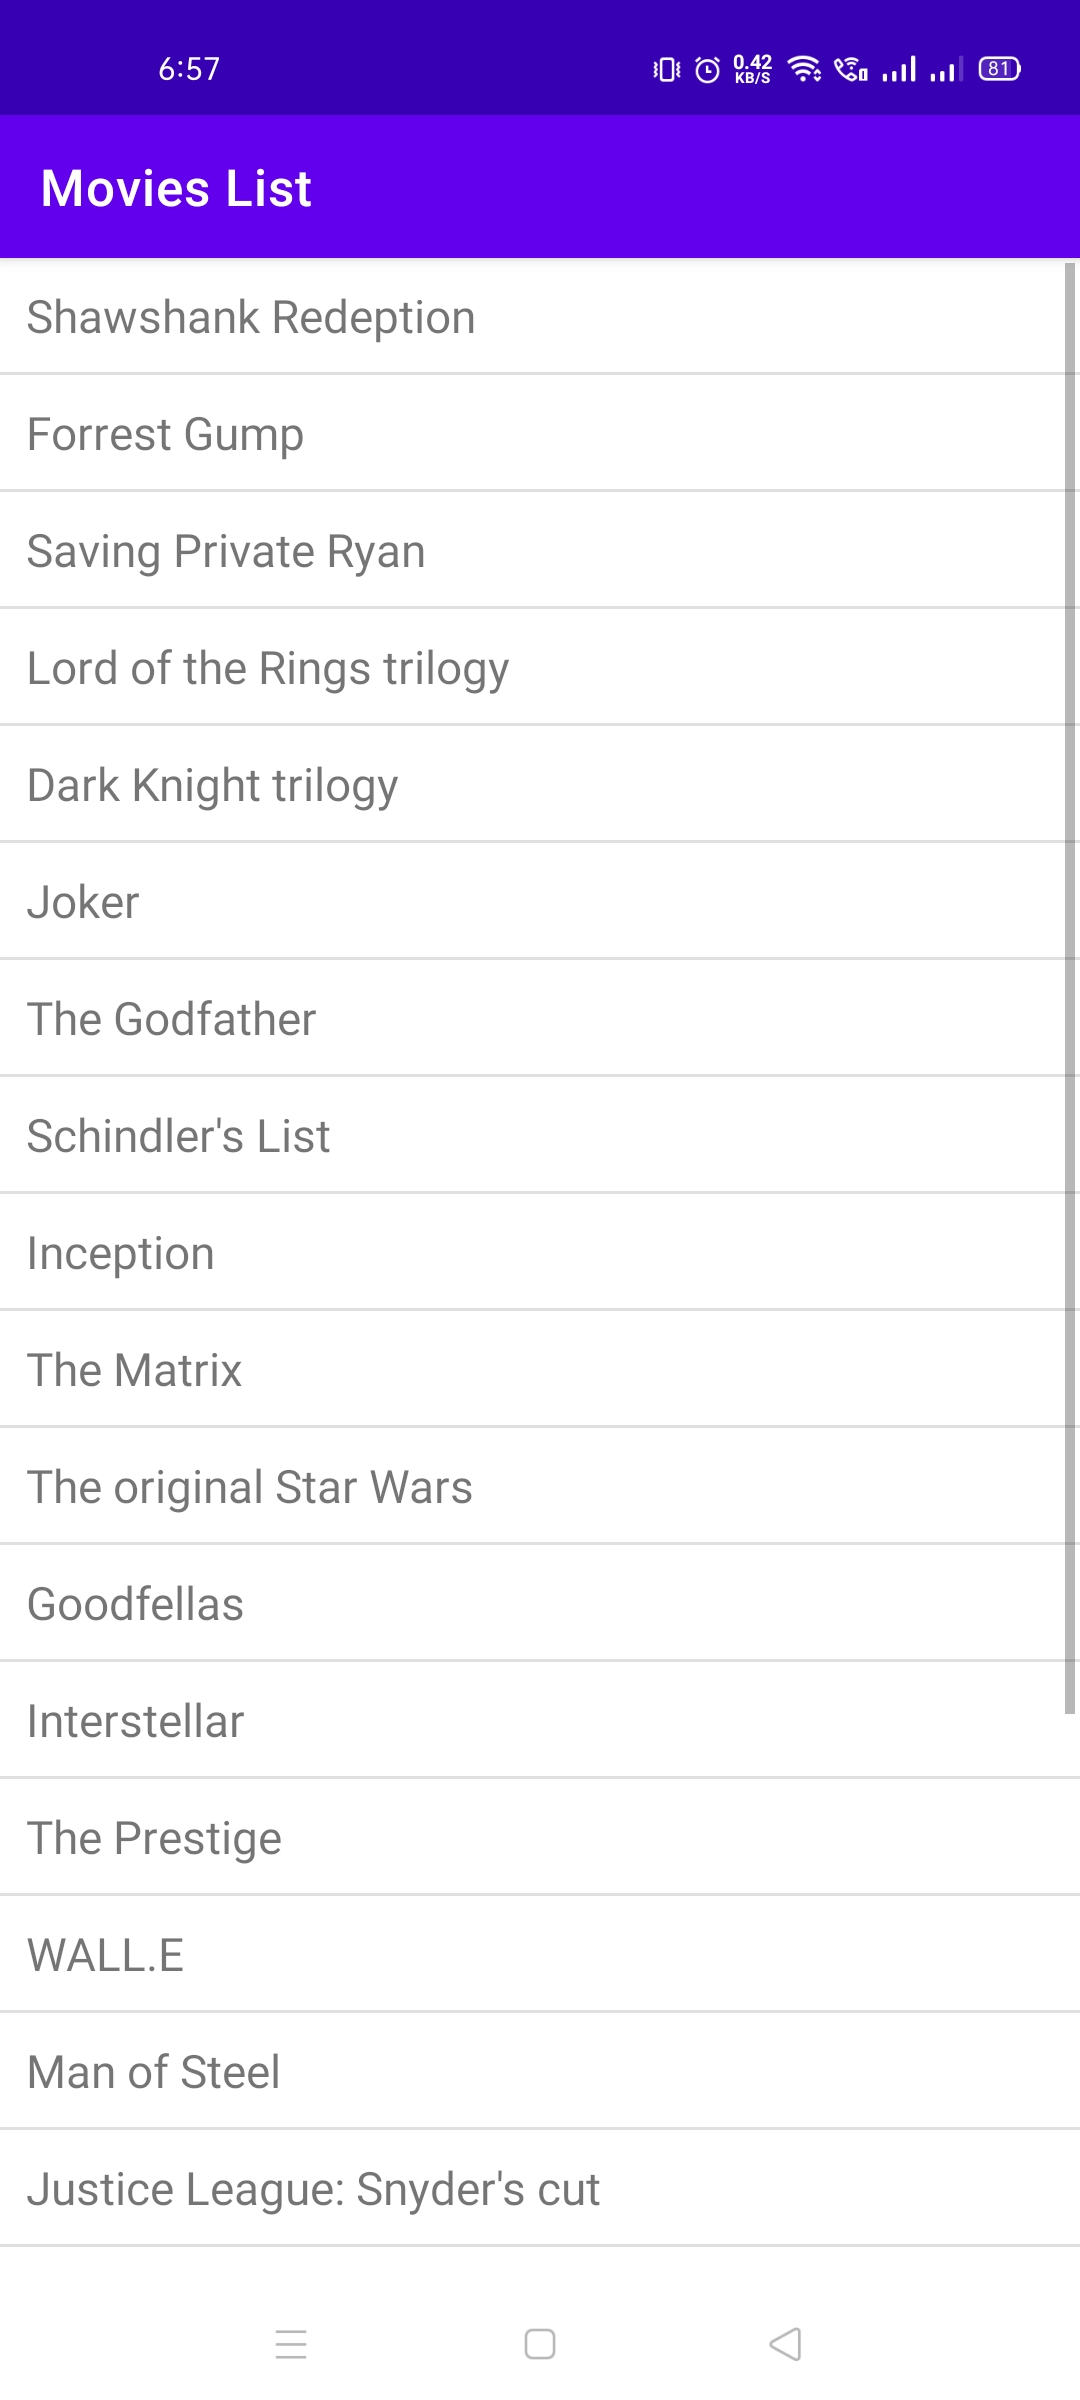 6:57 0.42 KB/S 81
Movies List
Shawshank Redeption
Forrest Gump
Saving Private Ryan
Lord of the Rings trilogy
Dark Knight trilogy
Joker
The Godfather
Schindler's List
Inception
The Matrix
The original Star Wars
Goodfellas
Interstellar
The Prestige
WALL.E
Man of Steel
Justice League: Snyder's cut